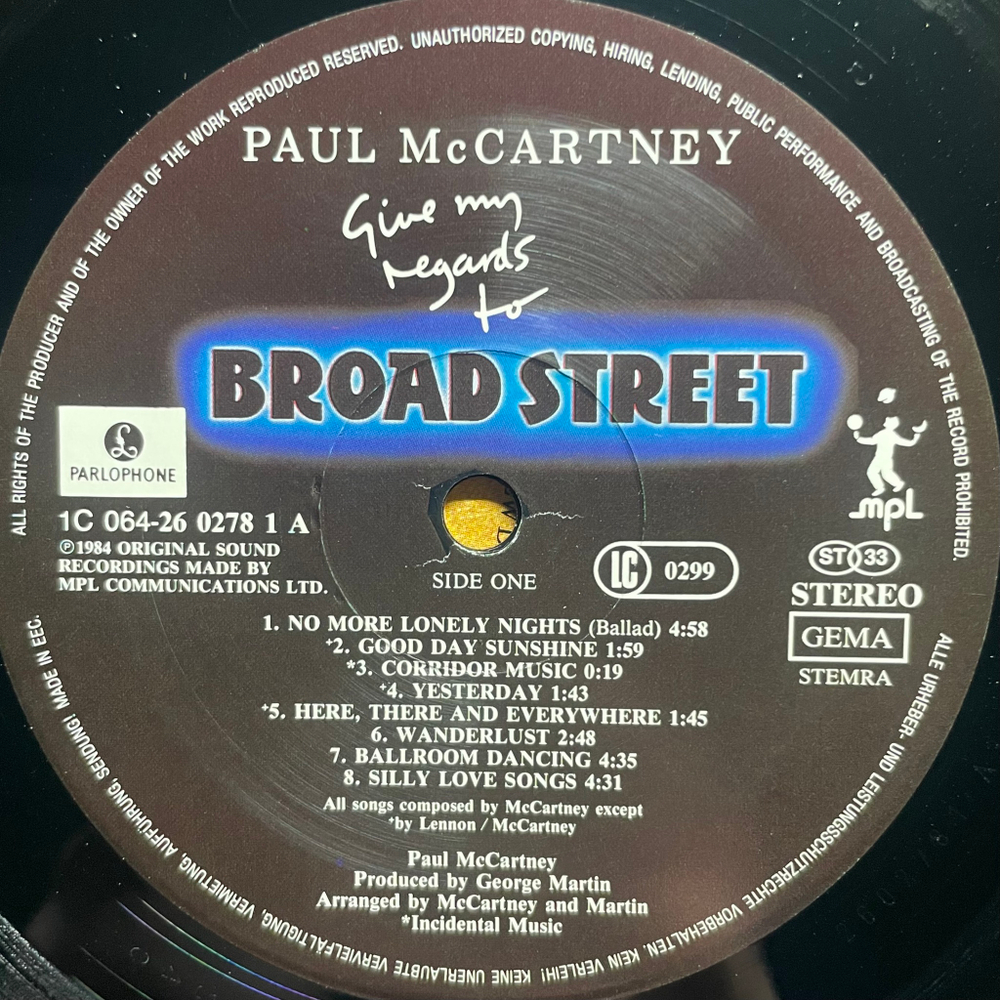 ALL RIGHTS OF THE PRODUCER AND OF THE OWNER OF THE WORK REPRODUCED RESERVED. UNAUTHORIZED COPYING, HIRING, LENDING, PUBLIC PERFORMANCE AND BROADCASTING OF THE RECORD PROHIBITED.
PAUL McCARTNEY
Give my
regards
to
BROAD STREET
£
PARLOPHONE
mpl
1C 064-26 0278 1 A
℗1984 ORIGINAL SOUND
RECORDINGS MADE BY
MPL COMMUNICATIONS LTD.
SIDE ONE
LC 0299
ST 33
STEREO
GEMA
STEMRA
1. NO MORE LONELY NIGHTS (Ballad) 4:58
+2. GOOD DAY SUNSHINE 1:59
*3. CORRIDOR MUSIC 0:19
+4. YESTERDAY 1:43
+5. HERE, THERE AND EVERYWHERE 1:45
6. WANDERLUST 2:48
7. BALLROOM DANCING 4:35
8. SILLY LOVE SONGS 4:31
All songs composed by McCartney except
+by Lennon / McCartney
Paul McCartney
Produced by George Martin
Arranged by McCartney and Martin
*Incidental Music
ALLE URHEBER- UND LEISTUNGSSCHUTZRECHTE VORBEHALTEN. KEIN VERLEIH! KEINE UNERLAUBTE VERVIELFÄLTIGUNG, VERMIETUNG, AUFFÜHRUNG, SENDUNG! MADE IN EEC.